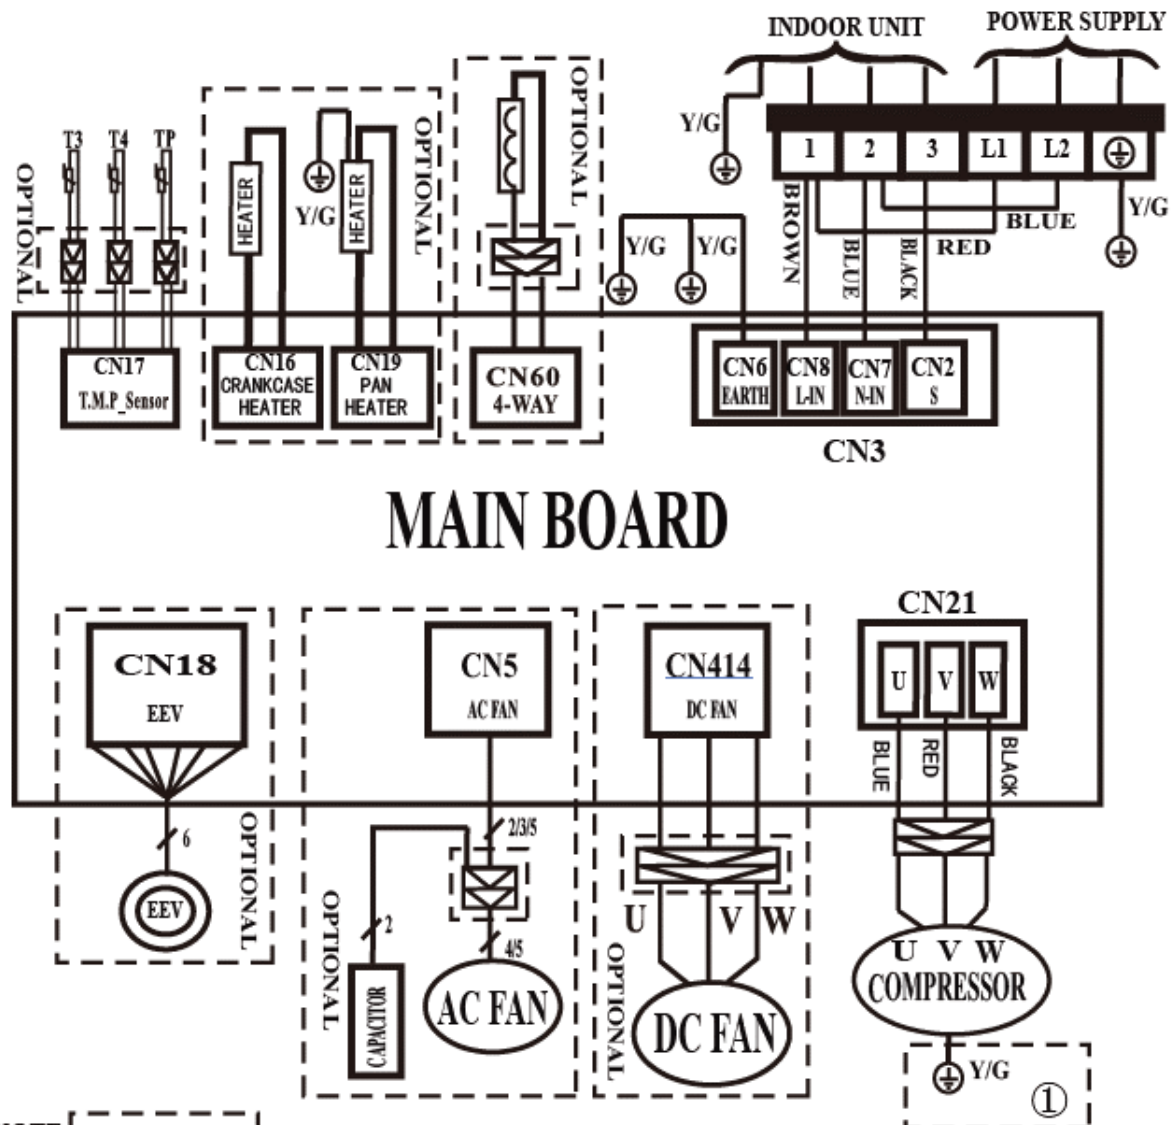 INDOOR UNIT
POWER SUPPLY
Y/G
1
2
3
L1
L2
Y/G
BROWN
BLUE
BLACK
RED
BLUE
T3
T4
TP
OPTIONAL
HEATER
Y/G
HEATER
OPTIONAL
OPTIONAL
Y/G
Y/G
CN17
T.M.P_Sensor
CN16
CRANKCASE
HEATER
CN19
PAN
HEATER
CN60
4-WAY
CN6
EARTH
CN8
L-IN
CN7
N-IN
CN2
S
CN3
MAIN BOARD
CN18
EEV
6
EEV
OPTIONAL
CN5
AC FAN
2/3/5
2
4/5
OPTIONAL
CAPACITOR
AC FAN
CN414
DC FAN
U
V
W
OPTIONAL
DC FAN
CN21
U
V
W
BLUE
RED
BLACK
U V W
COMPRESSOR
Y/G
①